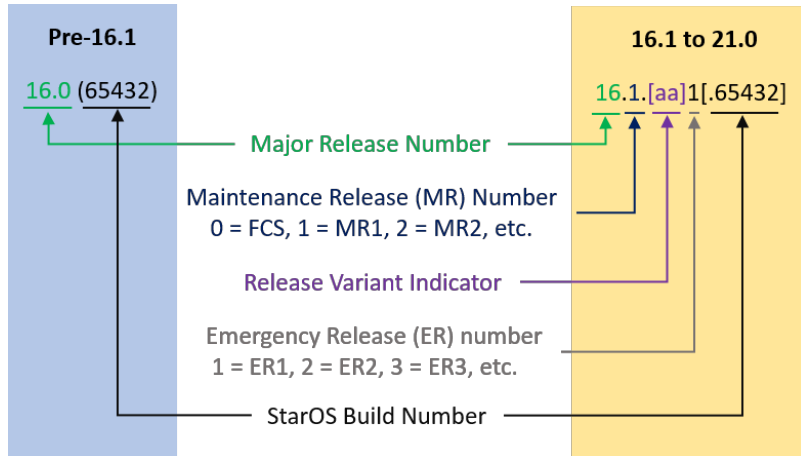 Pre-16.1
16.1 to 21.0
16.0 (65432)
16.1.[aa]1[.65432]
Major Release Number
Maintenance Release (MR) Number
0 = FCS, 1 = MR1, 2 = MR2, etc.
Release Variant Indicator
Emergency Release (ER) number
1 = ER1, 2 = ER2, 3 = ER3, etc.
StarOS Build Number